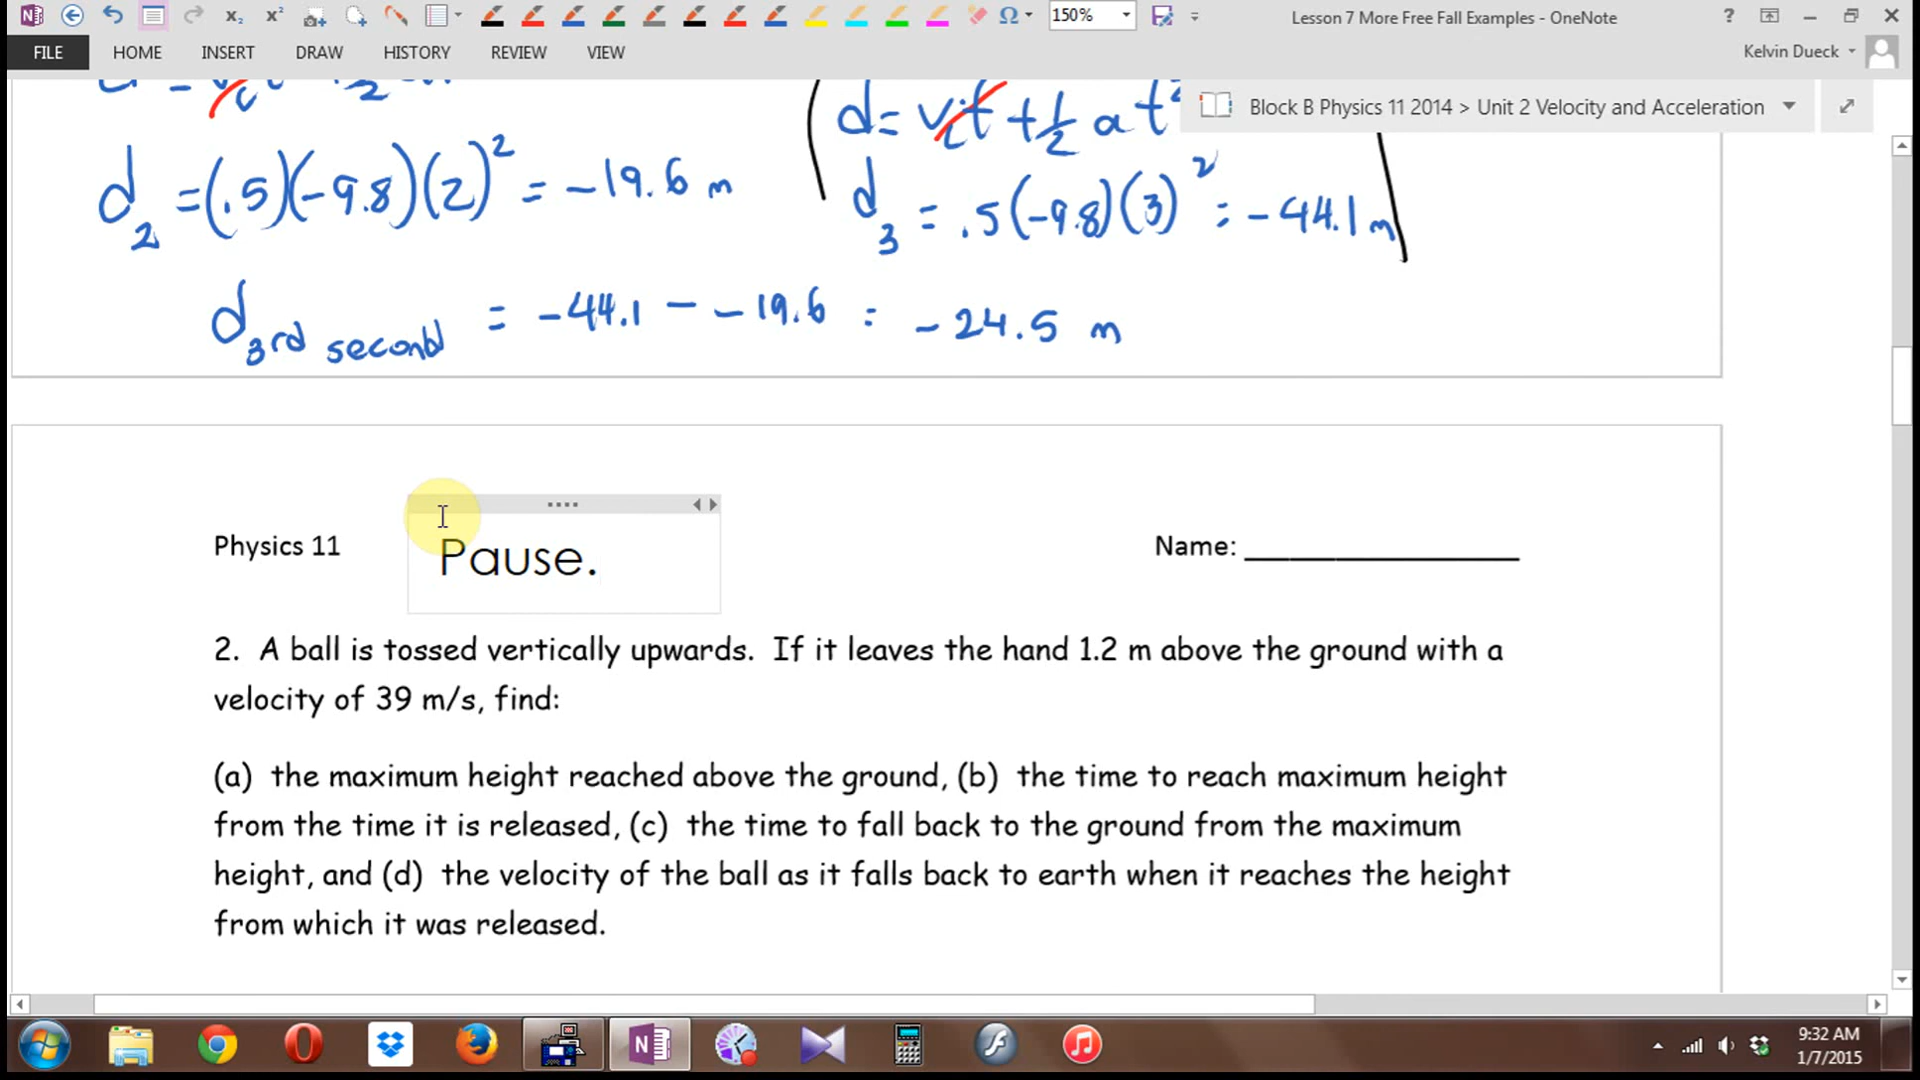 150%
Lesson 7 More Free Fall Examples - OneNote
FILE HOME INSERT DRAW HISTORY REVIEW VIEW
Kelvin Dueck
Block B Physics 11 2014 > Unit 2 Velocity and Acceleration
d= vit + 1/2 a t²
d2 = (.5)(-9.8)(2)² = -19.6 m
d3 = .5(-9.8)(3)² = -44.1 m
d3rd second = -44.1 - -19.6 = -24.5 m
Physics 11
Pause.
Name: ____________________
2. A ball is tossed vertically upwards. If it leaves the hand 1.2 m above the ground with a
velocity of 39 m/s, find:
(a) the maximum height reached above the ground, (b) the time to reach maximum height
from the time it is released, (c) the time to fall back to the ground from the maximum
height, and (d) the velocity of the ball as it falls back to earth when it reaches the height
from which it was released.
9:32 AM
1/7/2015